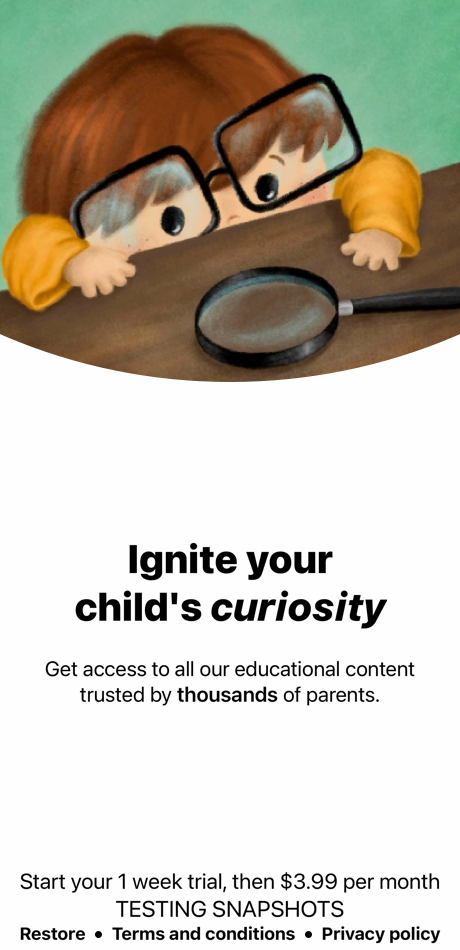 Ignite your
child's curiosity
Get access to all our educational content
trusted by thousands of parents.
Start your 1 week trial, then $3.99 per month
TESTING SNAPSHOTS
Restore • Terms and conditions • Privacy policy